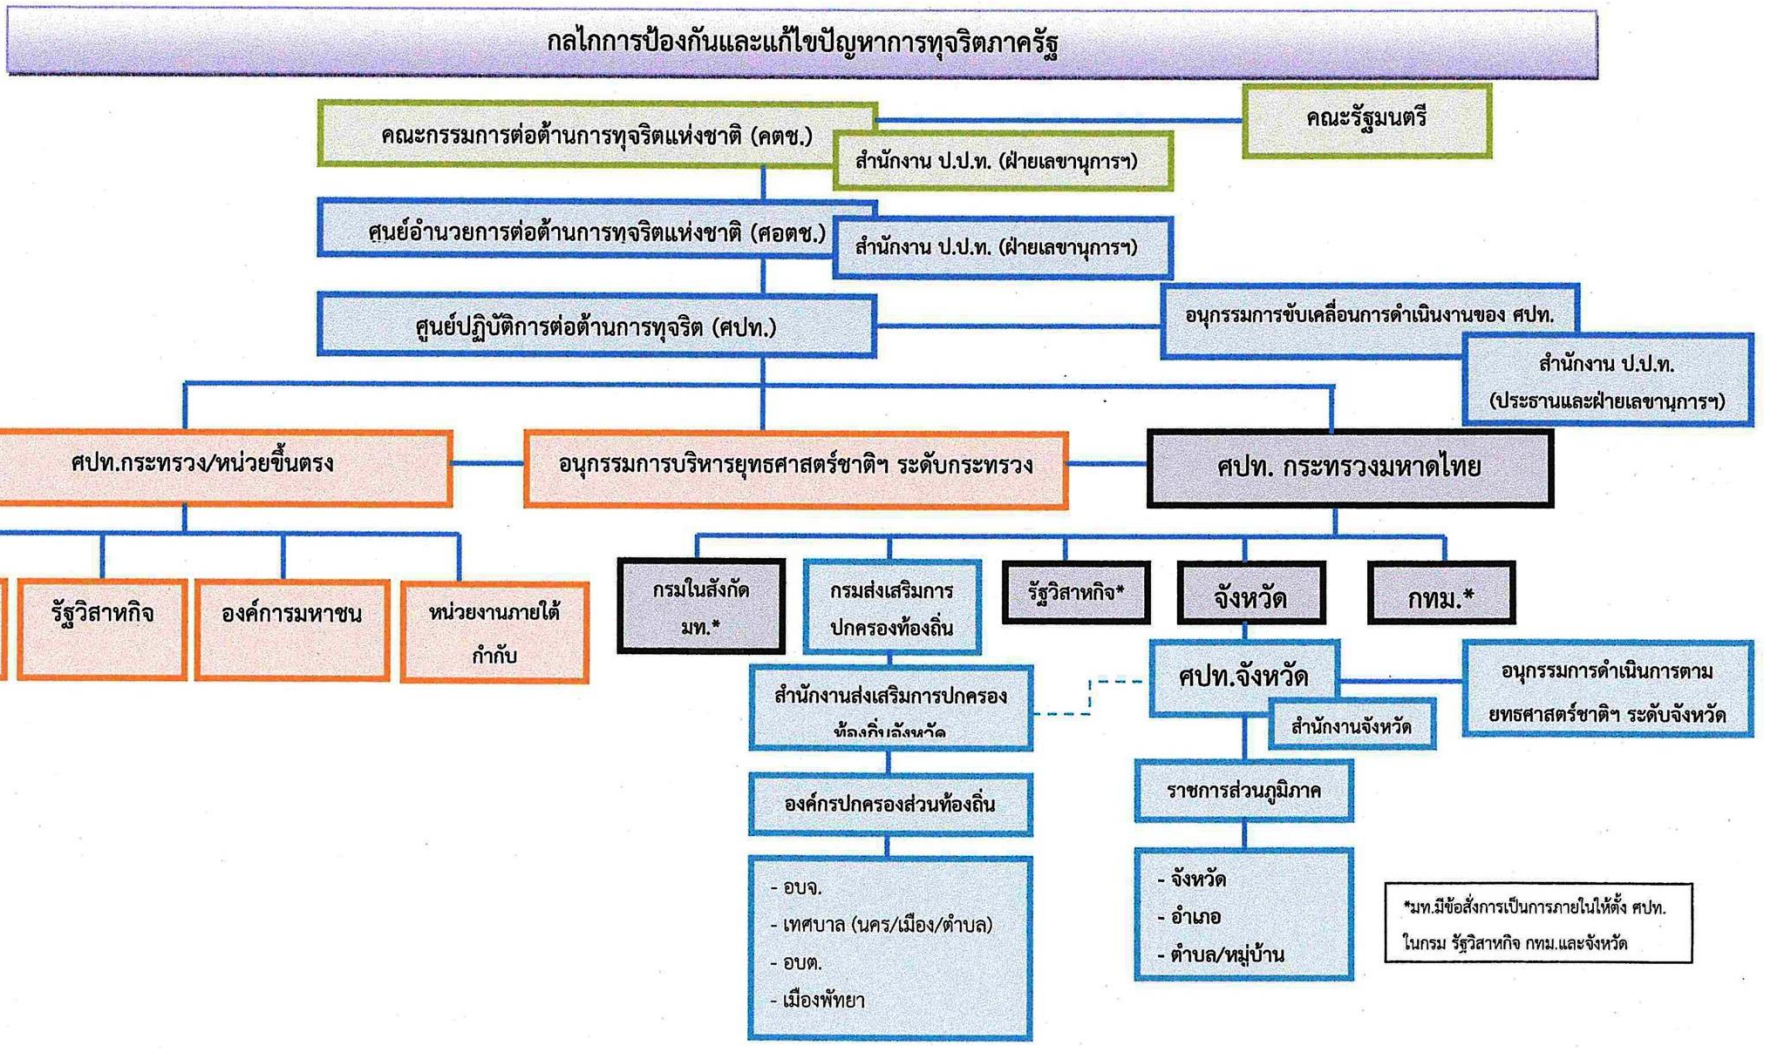 กลไกการป้องกันและแก้ไขปัญหาการทุจริตภาครัฐ
คณะกรรมการต่อต้านการทุจริตแห่งชาติ (คตช.)
คณะรัฐมนตรี
สำนักงาน ป.ป.ท. (ฝ่ายเลขานุการฯ)
ศูนย์อำนวยการต่อต้านการทุจริตแห่งชาติ (ศอตช.)
สำนักงาน ป.ป.ท. (ฝ่ายเลขานุการฯ)
ศูนย์ปฏิบัติการต่อต้านการทุจริต (ศปท.)
อนุกรรมการขับเคลื่อนการดำเนินงานของ ศปท.
สำนักงาน ป.ป.ท.
(ประธานและฝ่ายเลขานุการฯ)
ศปท.กระทรวง/หน่วยขึ้นตรง
อนุกรรมการบริหารยุทธศาสตร์ชาติฯ ระดับกระทรวง
ศปท. กระทรวงมหาดไทย
รัฐวิสาหกิจ
องค์การมหาชน
หน่วยงานภายใต้
กำกับ
กรมในสังกัด
มท.*
กรมส่งเสริมการ
ปกครองท้องถิ่น
รัฐวิสาหกิจ*
จังหวัด
กทม.*
สำนักงานส่งเสริมการปกครอง
ท้องถิ่นจังหวัด
ศปท.จังหวัด
สำนักงานจังหวัด
อนุกรรมการดำเนินการตาม
ยุทธศาสตร์ชาติฯ ระดับจังหวัด
องค์กรปกครองส่วนท้องถิ่น
ราชการส่วนภูมิภาค
- อบจ.
- เทศบาล (นคร/เมือง/ตำบล)
- อบต.
- เมืองพัทยา
- จังหวัด
- อำเภอ
- ตำบล/หมู่บ้าน
*มท.มีข้อสั่งการเป็นการภายในให้ตั้ง ศปท.
ในกรม รัฐวิสาหกิจ กทม.และจังหวัด